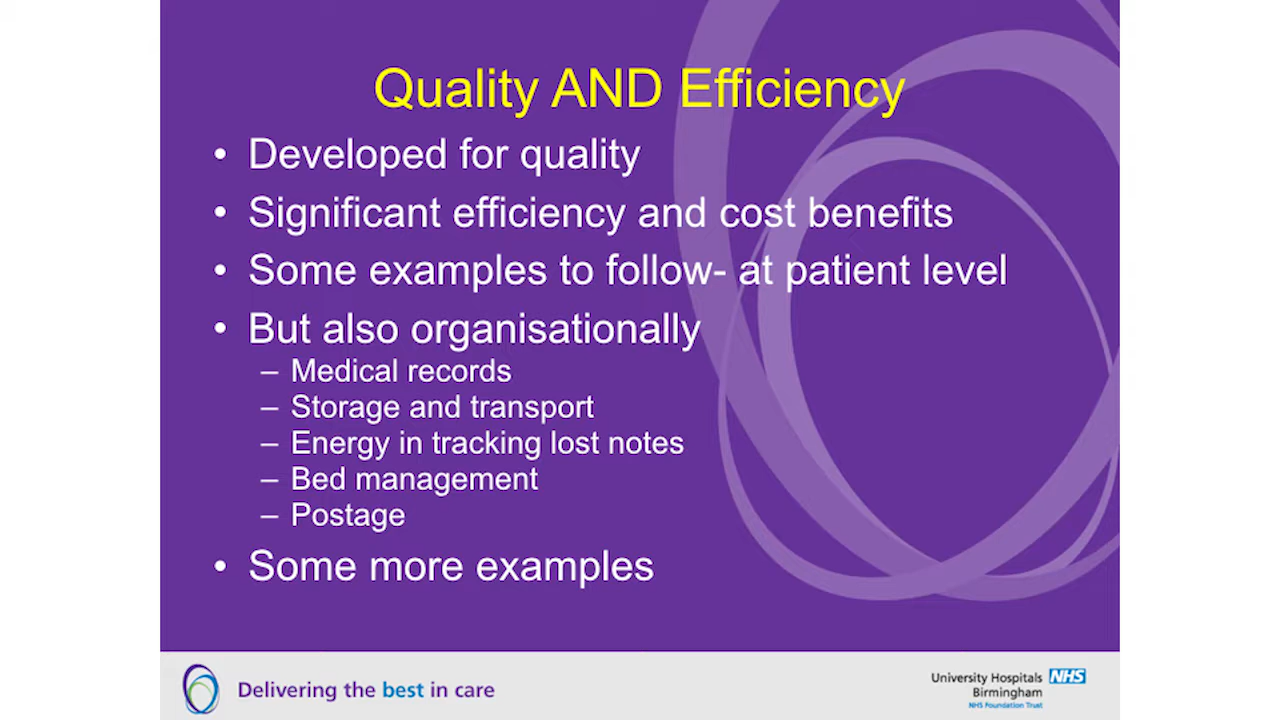 Quality AND Efficiency
• Developed for quality
• Significant efficiency and cost benefits
• Some examples to follow- at patient level
• But also organisationally
– Medical records
– Storage and transport
– Energy in tracking lost notes
– Bed management
– Postage
• Some more examples
Delivering the best in care
University Hospitals NHS
Birmingham
NHS Foundation Trust